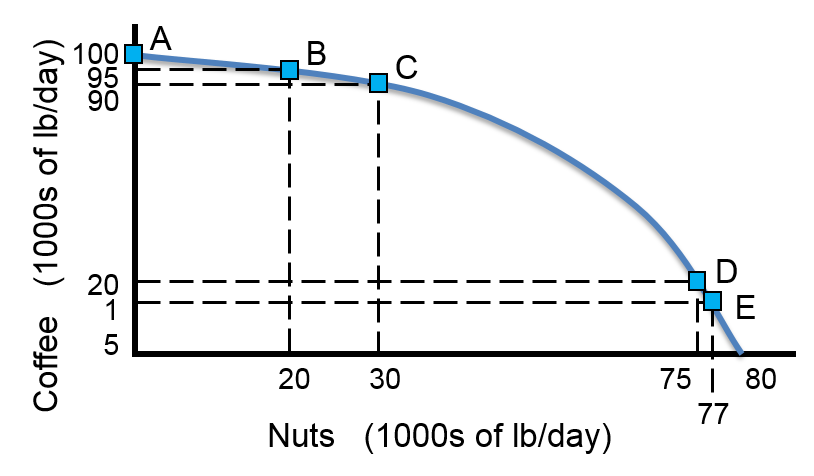 A
B
C
D
E
100
95
90
20
1
5
20
30
75
80
77
Coffee (1000s of lb/day)
Nuts (1000s of lb/day)